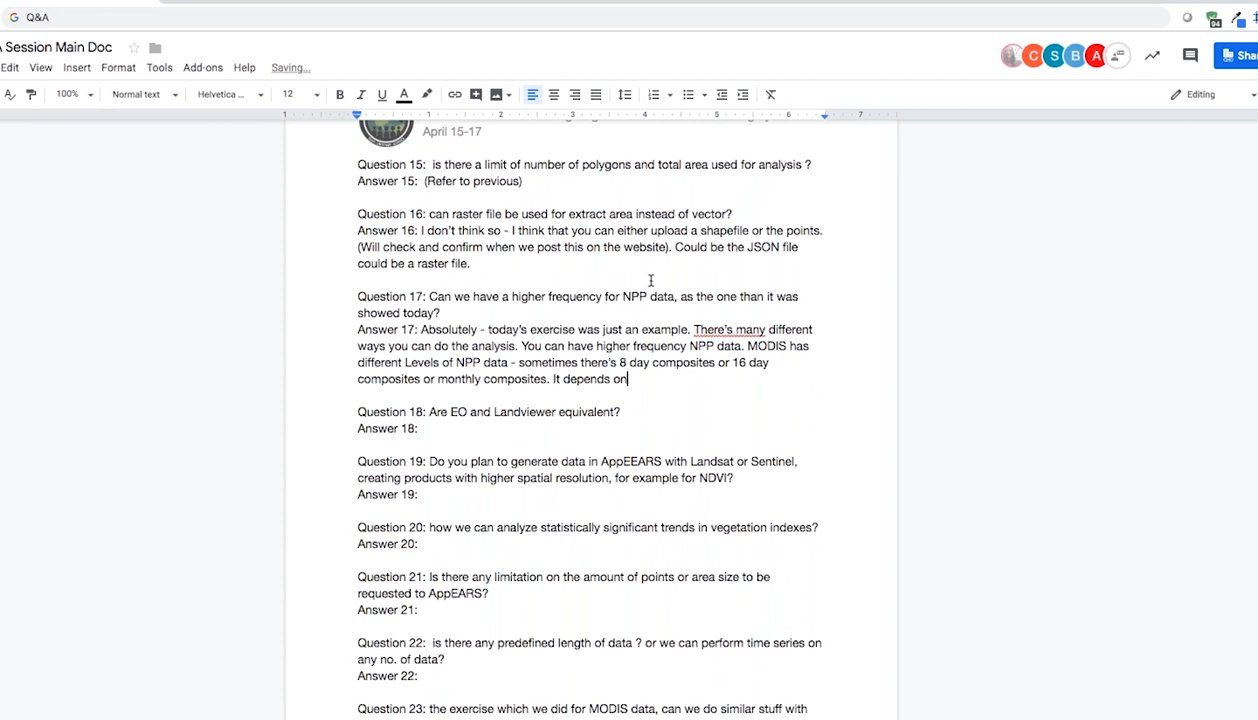 Q&A
A Session Main Doc
Edit View Insert Format Tools Add-ons Help Saving...
Sha
100% Normal text Helvetica ... 12 B I U A Editing
1 1 2 3 4 5 6 7
April 15-17
Question 15: is there a limit of number of polygons and total area used for analysis ?
Answer 15: (Refer to previous)
Question 16: can raster file be used for extract area instead of vector?
Answer 16: I don't think so - I think that you can either upload a shapefile or the points.
(Will check and confirm when we post this on the website). Could be the JSON file
could be a raster file.
Question 17: Can we have a higher frequency for NPP data, as the one than it was
showed today?
Answer 17: Absolutely - today's exercise was just an example. There's many different
ways you can do the analysis. You can have higher frequency NPP data. MODIS has
different Levels of NPP data - sometimes there's 8 day composites or 16 day
composites or monthly composites. It depends on
Question 18: Are EO and Landviewer equivalent?
Answer 18:
Question 19: Do you plan to generate data in AppEEARS with Landsat or Sentinel,
creating products with higher spatial resolution, for example for NDVI?
Answer 19:
Question 20: how we can analyze statistically significant trends in vegetation indexes?
Answer 20:
Question 21: Is there any limitation on the amount of points or area size to be
requested to AppEARS?
Answer 21:
Question 22: is there any predefined length of data ? or we can perform time series on
any no. of data?
Answer 22:
Question 23: the exercise which we did for MODIS data, can we do similar stuff with